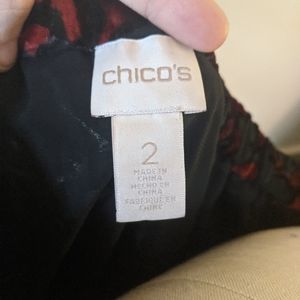 chico's
2
MADE IN
CHINA
HECHO EN
CHINA
FABRIQUÉ EN
CHINE